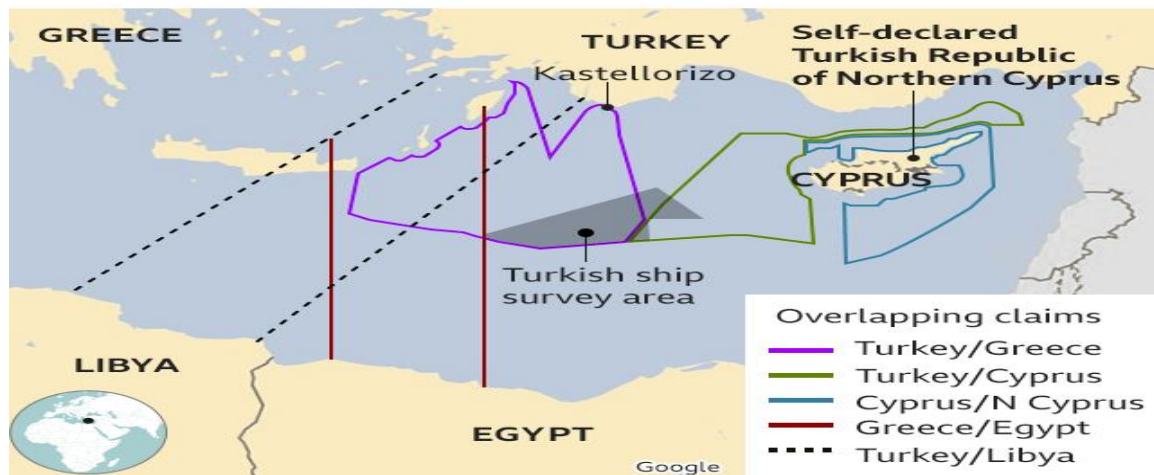 GREECE
TURKEY
Kastellorizo
Self-declared
Turkish Republic
of Northern Cyprus
CYPRUS
Turkish ship
survey area
LIBYA
EGYPT
Google
Overlapping claims
Turkey/Greece
Turkey/Cyprus
Cyprus/N Cyprus
Greece/Egypt
Turkey/Libya